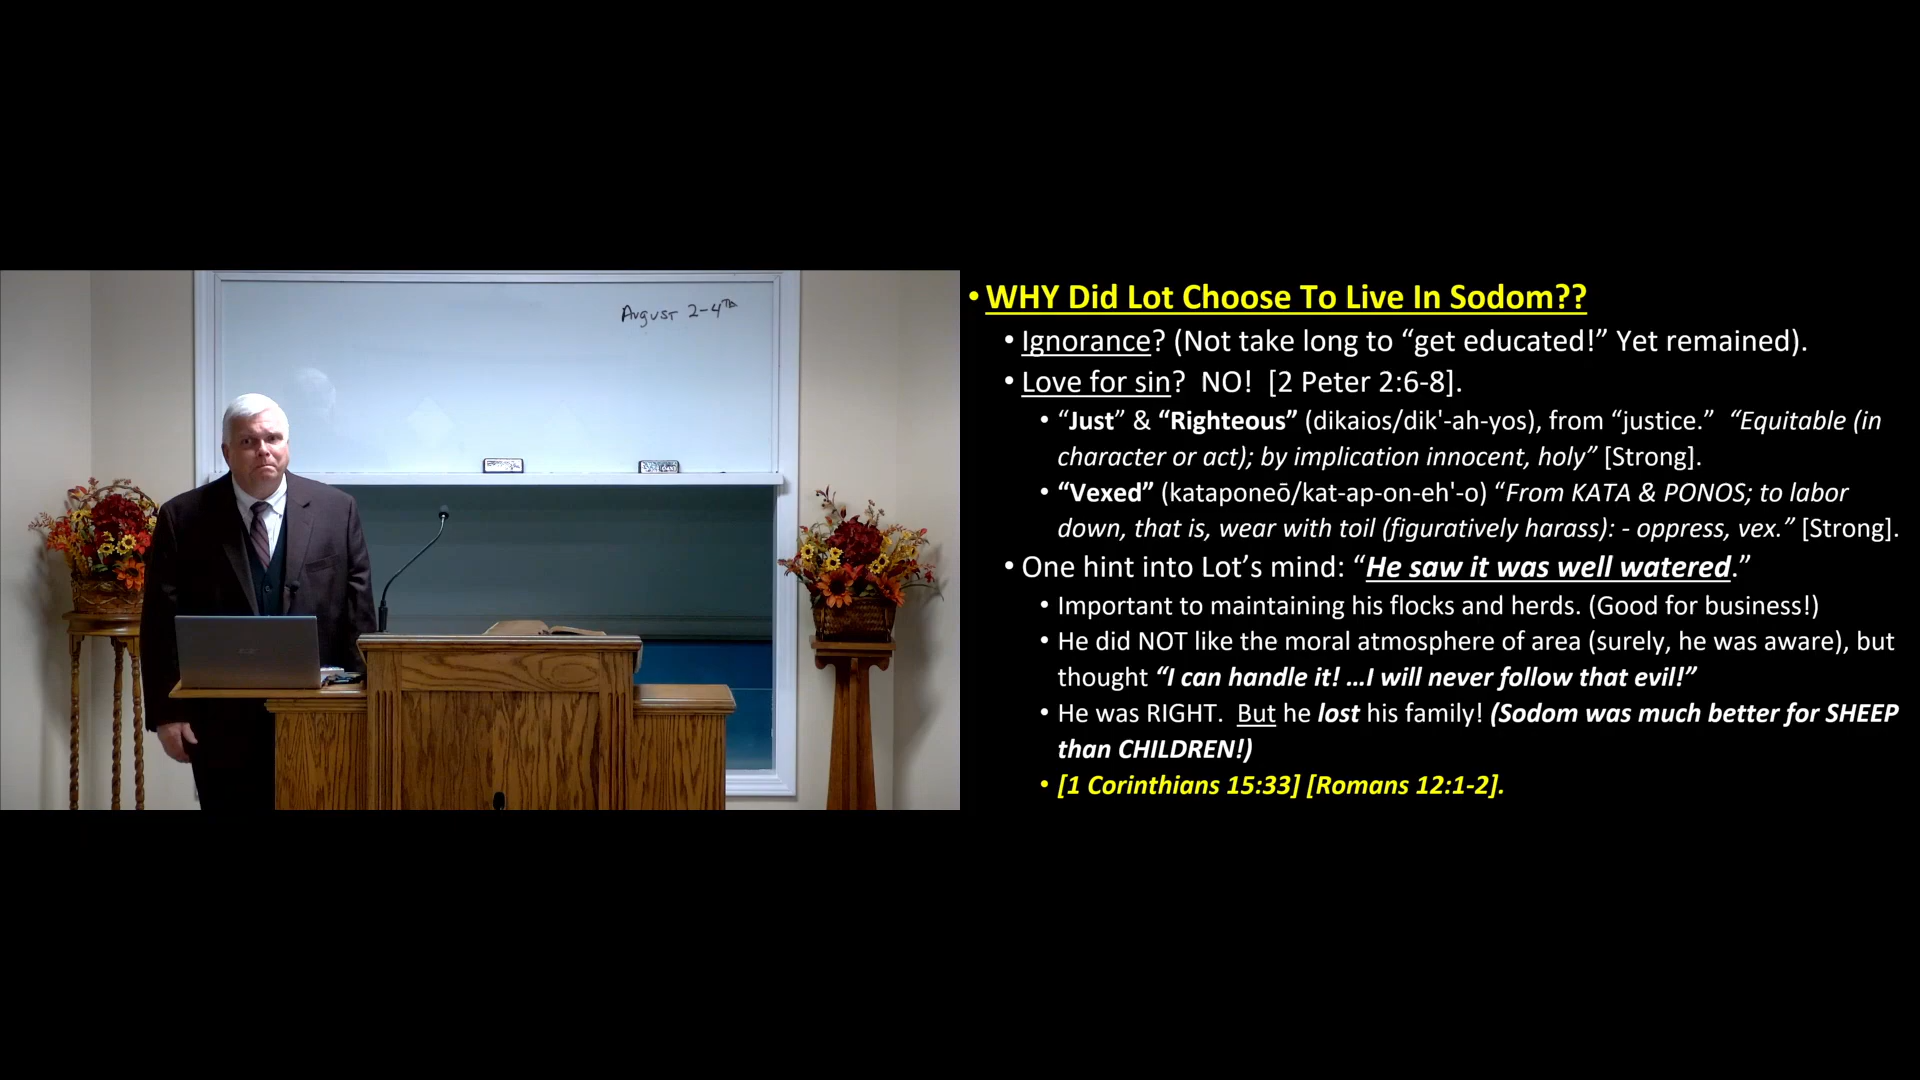 August 2-4th
• WHY Did Lot Choose To Live In Sodom??
• Ignorance? (Not take long to “get educated!” Yet remained).
• Love for sin?  NO!  [2 Peter 2:6-8].
• “Just” & “Righteous” (dikaios/dik'-ah-yos), from “justice.”  “Equitable (in
character or act); by implication innocent, holy” [Strong].
• “Vexed” (kataponeō/kat-ap-on-eh'-o) “From KATA & PONOS; to labor
down, that is, wear with toil (figuratively harass): - oppress, vex.” [Strong].
• One hint into Lot’s mind: “He saw it was well watered.”
• Important to maintaining his flocks and herds. (Good for business!)
• He did NOT like the moral atmosphere of area (surely, he was aware), but
thought “I can handle it! …I will never follow that evil!”
• He was RIGHT.  But he lost his family! (Sodom was much better for SHEEP
than CHILDREN!)
• [1 Corinthians 15:33] [Romans 12:1-2].